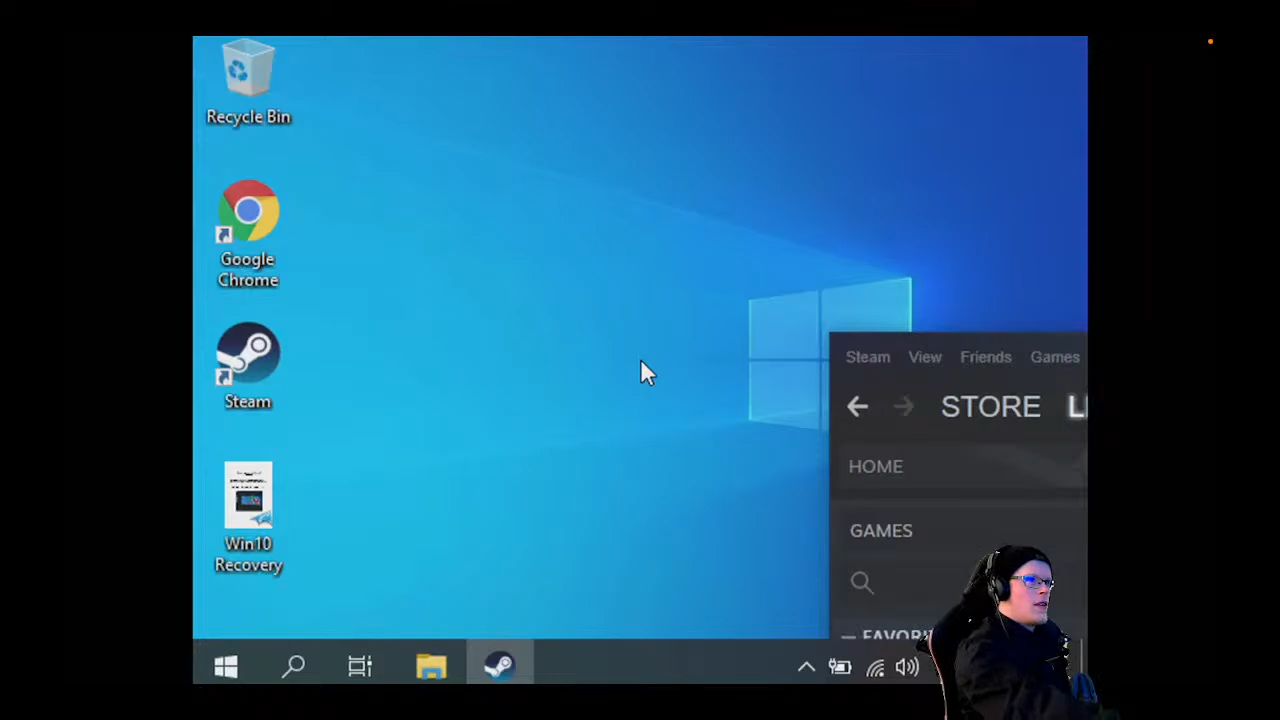 Recycle Bin
Google
Chrome
Steam
Win10
Recovery
Steam View Friends Games
STORE
HOME
GAMES